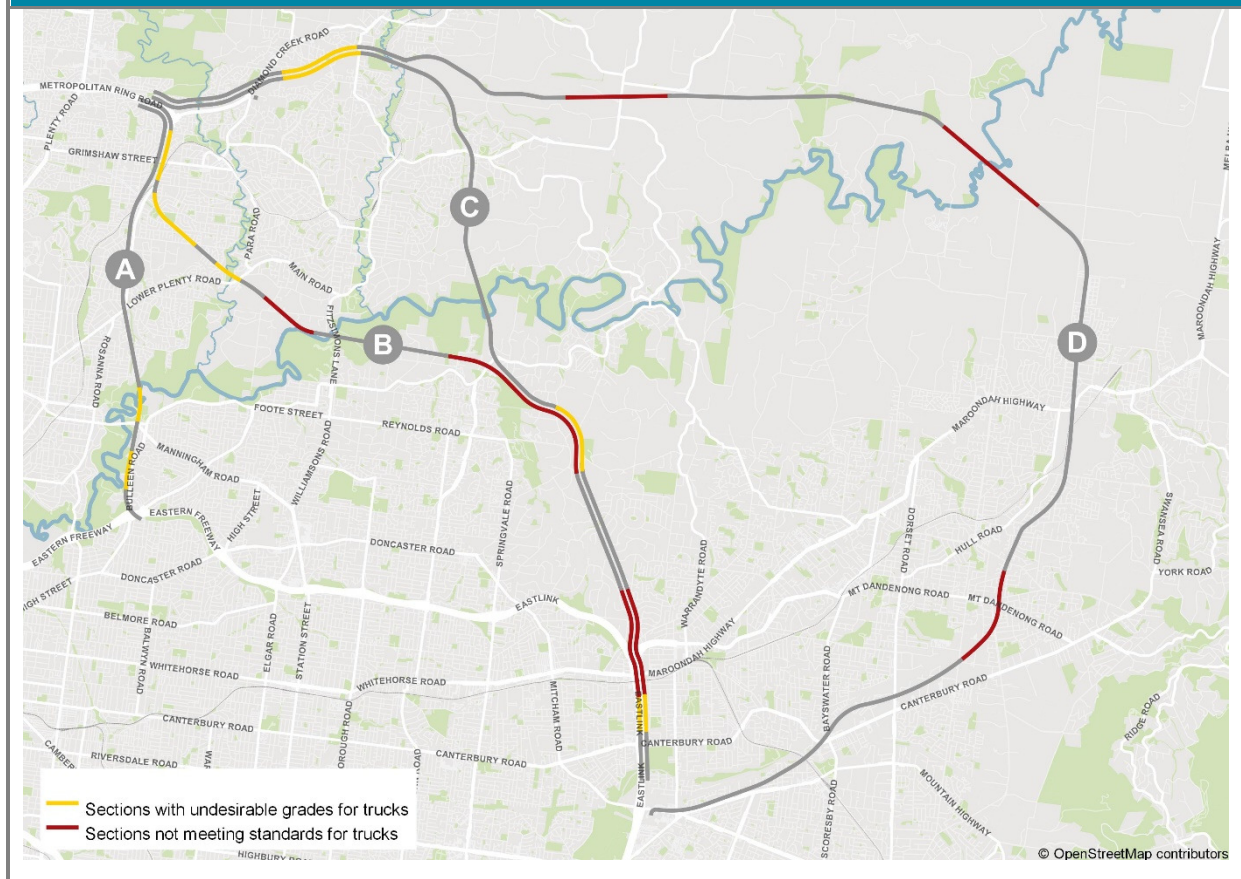 DIAMOND CREEK ROAD
METROPOLITAN RING ROAD
PLENTY ROAD
GRIMSHAW STREET
PARA ROAD
C
A
MAIN ROAD
LOWER PLENTY ROAD
FITZSIMONS LANE
B
D
MAROONDAH HIGHWAY
ROSANNA ROAD
FOOTE STREET
REYNOLDS ROAD
MAROONDAH HIGHWAY
BULLEEN ROAD
MANNINGHAM ROAD
WILLIAMSONS ROAD
HIGH STREET
EASTERN FREEWAY
EASTERN FREEWAY
SPRINGVALE ROAD
DORSET ROAD
HULL ROAD
SWANSEA ROAD
YORK ROAD
DONCASTER ROAD
DONCASTER ROAD
HIGH STREET
EASTLINK
WARRANDYTE ROAD
MT DANDENONG ROAD
MT DANDENONG ROAD
BELMORE ROAD
BALWYN ROAD
ELGAR ROAD
STATION STREET
WHITEHORSE ROAD
WHITEHORSE ROAD
MAROONDAH HIGHWAY
MITCHAM ROAD
BAYSWATER ROAD
CANTERBURY ROAD
EASTLINK
CANTERBURY ROAD
CANTERBURY ROAD
CANTERBURY ROAD
RIVERSDALE ROAD
EASTLINK
RIDGE ROAD
MOUNTAIN HIGHWAY
SCORESBY ROAD
Sections with undesirable grades for trucks
Sections not meeting standards for trucks
HIGHBURY ROAD
© OpenStreetMap contributors